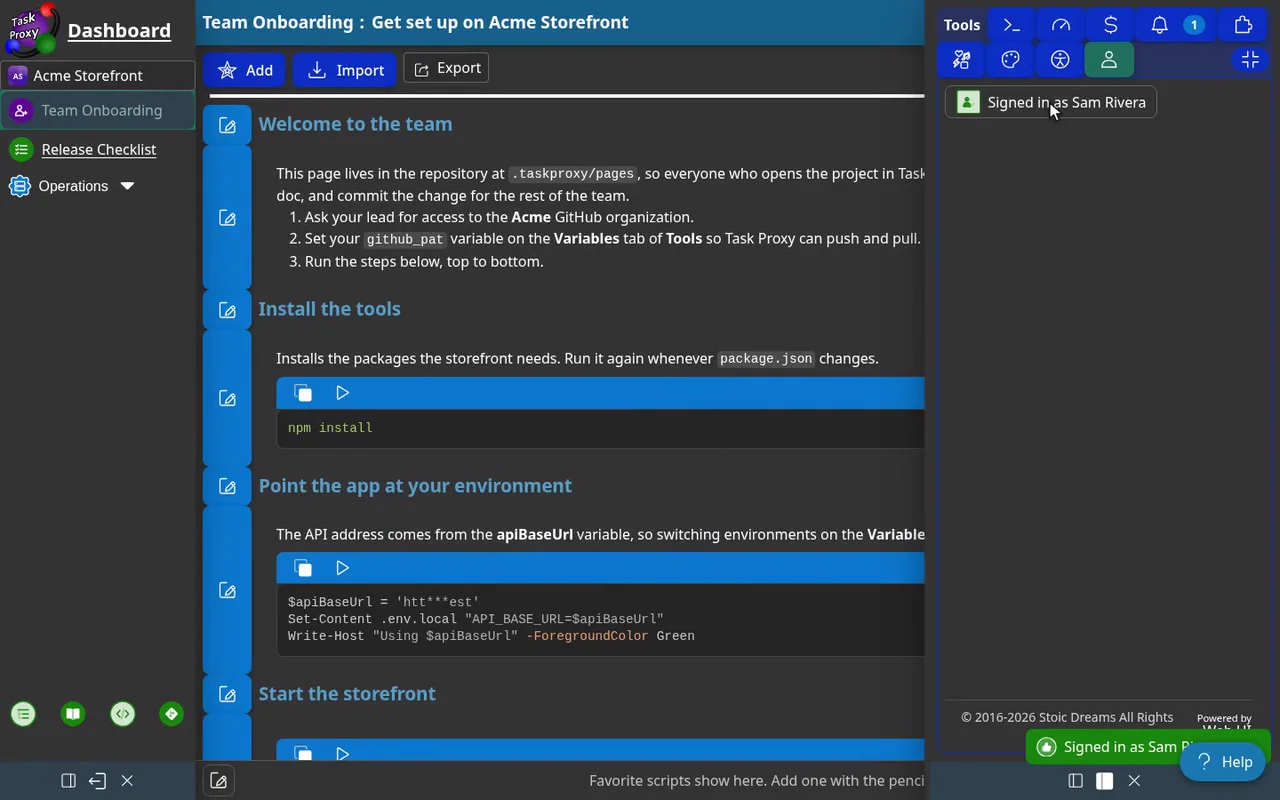 Task
Proxy
Dashboard
AS Acme Storefront
Team Onboarding
Release Checklist
Operations
Team Onboarding : Get set up on Acme Storefront
Add
Import
Export
Welcome to the team
This page lives in the repository at .taskproxy/pages, so everyone who opens the project in Task
doc, and commit the change for the rest of the team.
1. Ask your lead for access to the Acme GitHub organization.
2. Set your github_pat variable on the Variables tab of Tools so Task Proxy can push and pull.
3. Run the steps below, top to bottom.
Install the tools
Installs the packages the storefront needs. Run it again whenever package.json changes.
npm install
Point the app at your environment
The API address comes from the apiBaseUrl variable, so switching environments on the Variable
$apiBaseUrl = 'htt***est'
Set-Content .env.local "API_BASE_URL=$apiBaseUrl"
Write-Host "Using $apiBaseUrl" -ForegroundColor Green
Start the storefront
Favorite scripts show here. Add one with the penci
Tools
1
Signed in as Sam Rivera
© 2016-2026 Stoic Dreams All Rights
Powered by
Signed in as Sam
Help